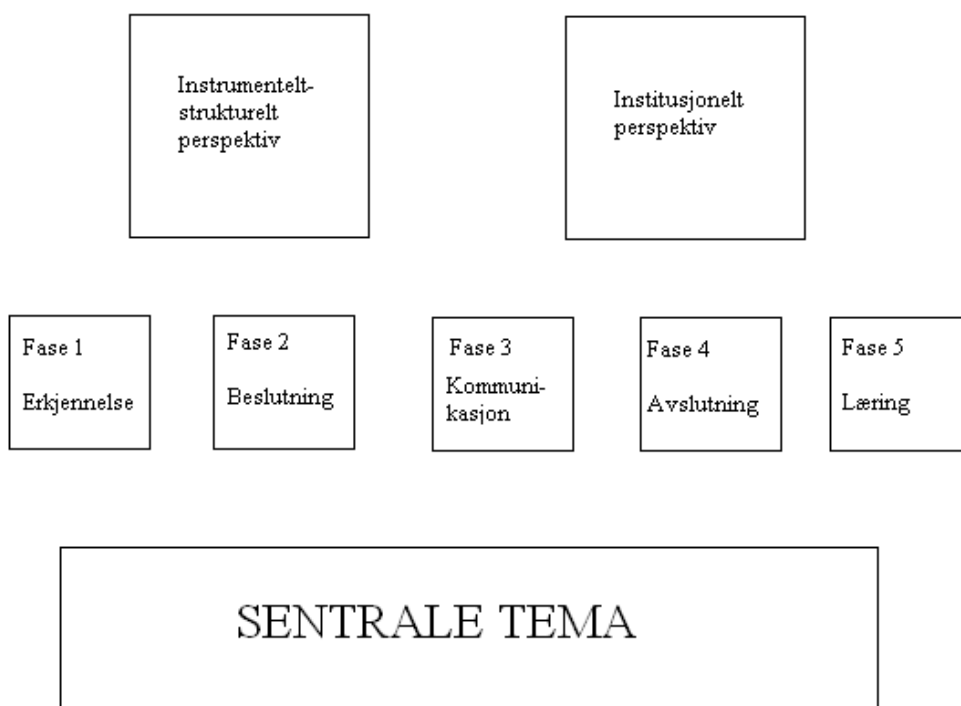 Instrumentelt-
strukturelt
perspektiv
Institusjonelt
perspektiv
Fase 1
Erkjennelse
Fase 2
Beslutning
Fase 3
Kommuni-
kasjon
Fase 4
Avslutning
Fase 5
Læring
SENTRALE TEMA